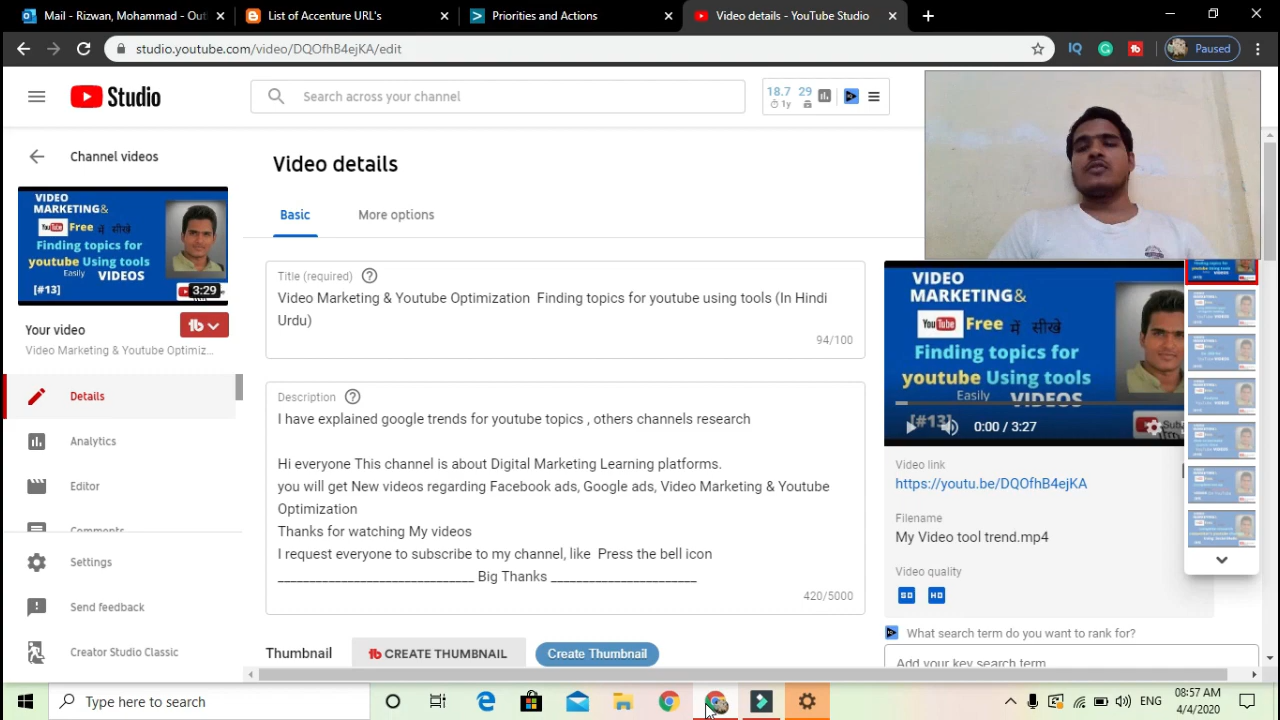 Mail - Rizwan, Mohammad - Out
List of Accenture URL's
Priorities and Actions
Video details - YouTube Studio
studio.youtube.com/video/DQOfhB4ejKA/edit
Paused
Studio
Search across your channel
18.7 29
1y
Channel videos
VIDEO
MARKETING&
YouTube Free में सीखे
Finding topics for
youtube Using tools
Easily VIDEOS
[#13]
3:29
Your video
Video Marketing & Youtube Optimiz...
Details
Analytics
Editor
Comments
Settings
Send feedback
Creator Studio Classic
Video details
Basic
More options
Title (required)
Video Marketing & Youtube Optimization Finding topics for youtube using tools (In Hindi
Urdu)
94/100
Description
I have explained google trends for youtube topics , others channels research
Hi everyone This channel is about Digital Marketing Learning platforms.
you will get New videos regarding Facebook ads, Google ads, Video Marketing & Youtube
Optimization
Thanks for watching My videos
I request everyone to subscribe to my channel, like Press the bell icon
_______________________________ Big Thanks _______________________
420/5000
Thumbnail
CREATE THUMBNAIL
Create Thumbnail
VIDEO
MARKETING&
YouTube Free में सीखे
Finding topics for
youtube Using tools
Easily VIDEOS
[#13]
0:00 / 3:27
Video link
https://youtu.be/DQOfhB4ejKA
Filename
My Video tool trend.mp4
Video quality
SD HD
What search term do you want to rank for?
Add your key search term
Type here to search
ENG
08:57 AM
4/4/2020